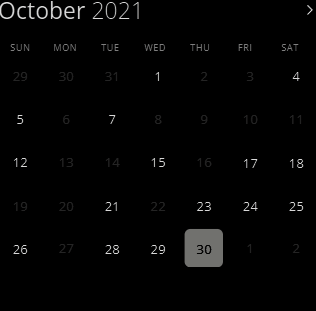 October 2021
SUN MON TUE WED THU FRI SAT
29 30 31 1 2 3 4
5 6 7 8 9 10 11
12 13 14 15 16 17 18
19 20 21 22 23 24 25
26 27 28 29 30 1 2